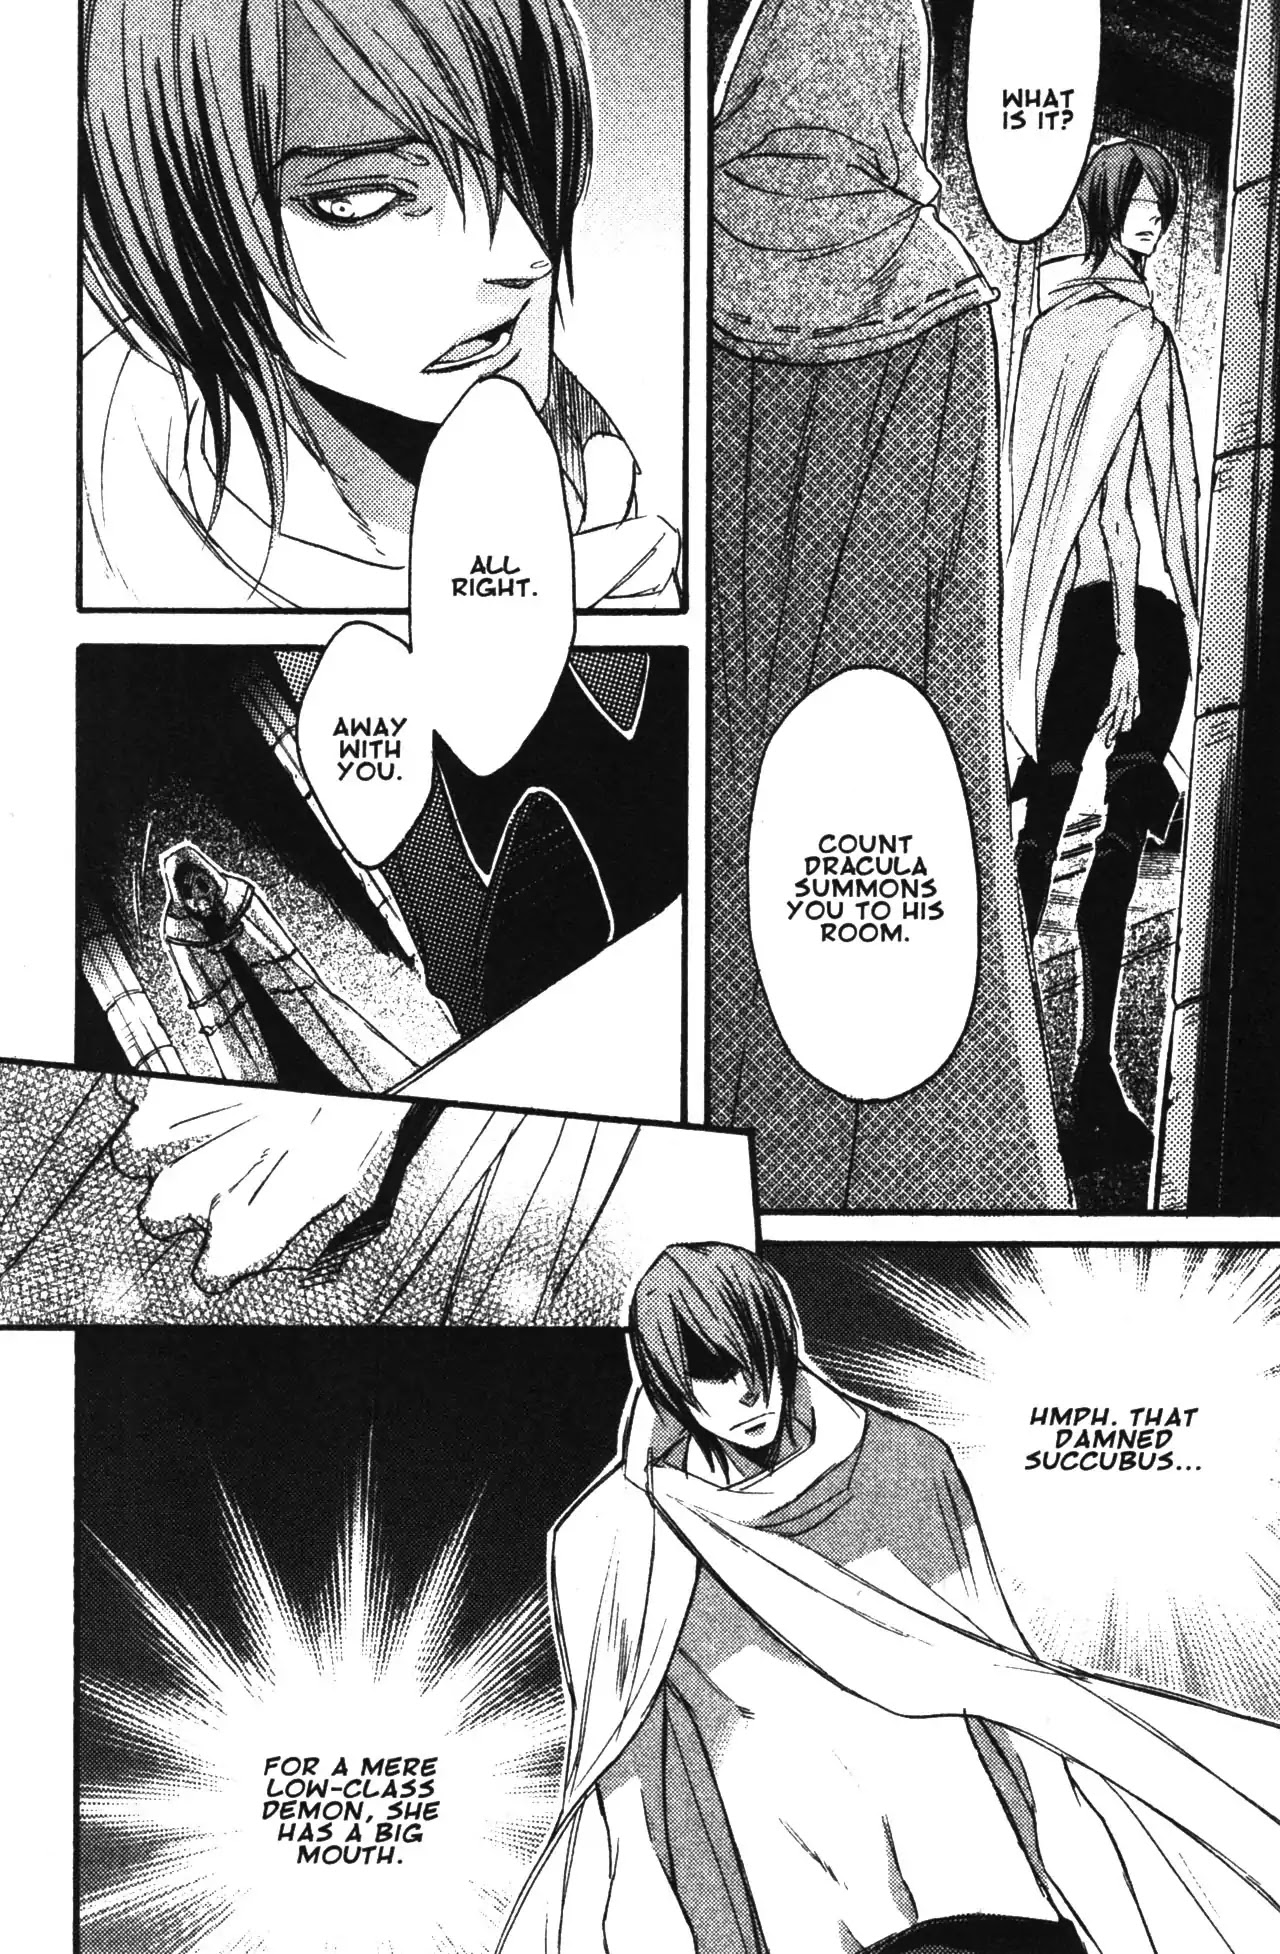 WHAT
IS IT?
COUNT
DRACULA
SUMMONS
YOU TO HIS
ROOM.
ALL
RIGHT.
AWAY
WITH
YOU.
HMPH. THAT
DAMNED
SUCCUBUS...
FOR A MERE
LOW-CLASS
DEMON, SHE
HAS A BIG
MOUTH.